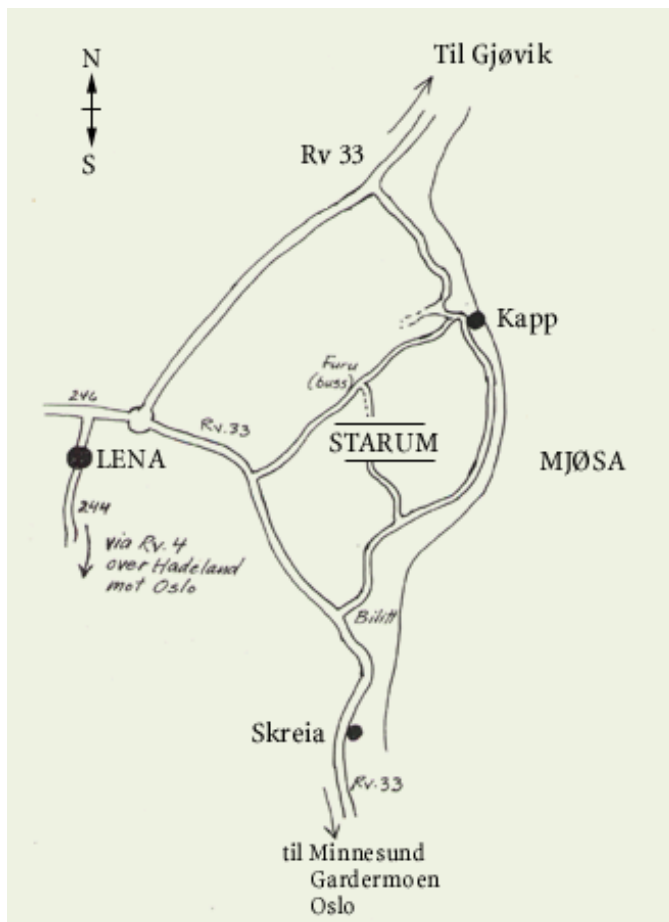 N
S
Til Gjøvik
Rv 33
Kapp
Furu
(buss)
246
Rv.33
STARUM
MJØSA
LENA
244
via Rv. 4
over Hadeland
mot Oslo
Bilitt
Skreia
Rv.33
til Minnesund
Gardermoen
Oslo